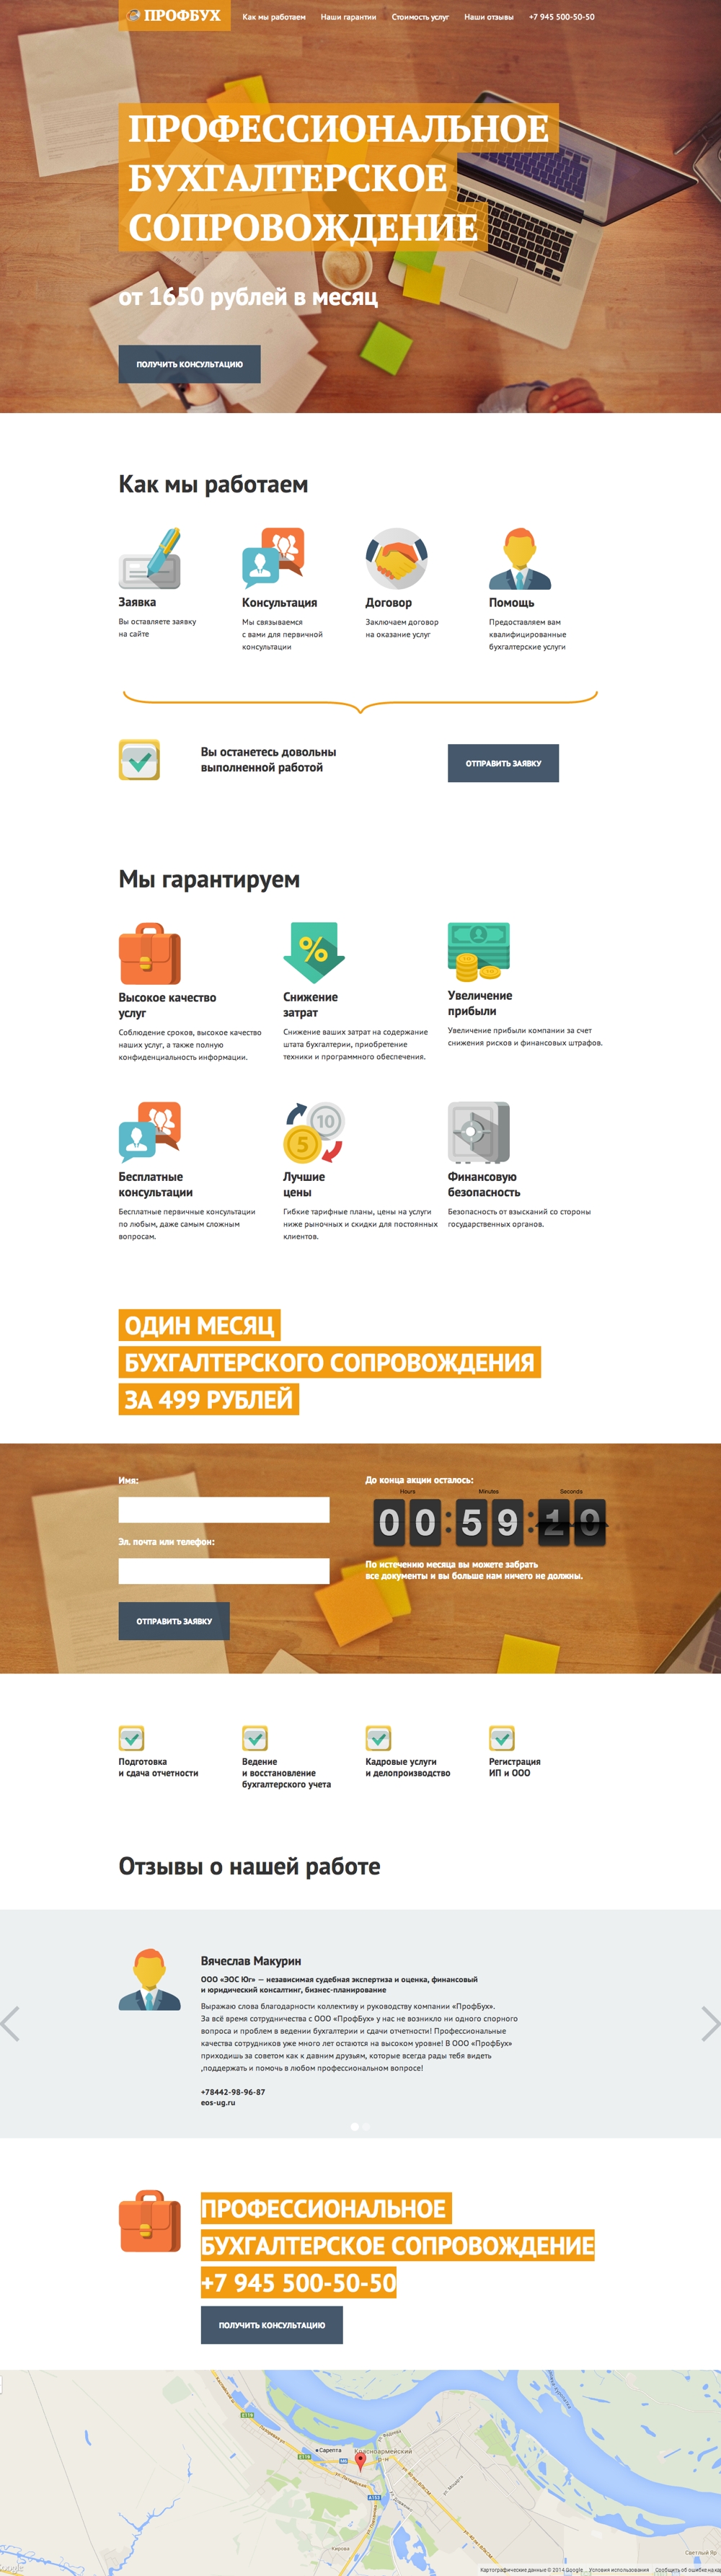 ПРОФБУХ
Как мы работаем
Наши гарантии
Стоимость услуг
Наши отзывы
+7 945 500-50-50
ПРОФЕССИОНАЛЬНОЕ
БУХГАЛТЕРСКОЕ
СОПРОВОЖДЕНИЕ
от 1650 рублей в месяц
ПОЛУЧИТЬ КОНСУЛЬТАЦИЮ
Как мы работаем
Заявка
Вы оставляете заявку
на сайте
Консультация
Мы связываемся
с вами для первичной
консультации
Договор
Заключаем договор
на оказание услуг
Помощь
Предоставляем вам
квалифицированные
бухгалтерские услуги
Вы останетесь довольны
выполненной работой
ОТПРАВИТЬ ЗАЯВКУ
Мы гарантируем
Высокое качество
услуг
Соблюдение сроков, высокое качество
наших услуг, а также полную
конфиденциальность информации.
%
Снижение
затрат
Снижение ваших затрат на содержание
штата бухгалтерии, приобретение
техники и программного обеспечения.
Увеличение
прибыли
Увеличение прибыли компании за счет
снижения рисков и финансовых штрафов.
Бесплатные
консультации
Бесплатные первичные консультации
по любым, даже самым сложным
вопросам.
10
5
Лучшие
цены
Гибкие тарифные планы, цены на услуги
ниже рыночных и скидки для постоянных
клиентов.
Финансовую
безопасность
Безопасность от взысканий со стороны
государственных органов.
ОДИН МЕСЯЦ
БУХГАЛТЕРСКОГО СОПРОВОЖДЕНИЯ
ЗА 499 РУБЛЕЙ
Имя:
Эл. почта или телефон:
ОТПРАВИТЬ ЗАЯВКУ
До конца акции осталось:
Hours Minutes Seconds
00:59:
По истечению месяца вы можете забрать
все документы и вы больше нам ничего не должны.
Подготовка
и сдача отчетности
Ведение
и восстановление
бухгалтерского учета
Кадровые услуги
и делопроизводство
Регистрация
ИП и ООО
Отзывы о нашей работе
Вячеслав Макурин
ООО «ЭОС Юг» — независимая судебная экспертиза и оценка, финансовый
и юридический консалтинг, бизнес-планирование
Выражаю слова благодарности коллективу и руководству компании «ПрофБух».
За всё время сотрудничества с ООО «ПрофБух» у нас не возникло ни одного спорного
вопроса и проблем в ведении бухгалтерии и сдачи отчетности! Профессиональные
качества сотрудников уже много лет остаются на высоком уровне! В ООО «ПрофБух»
приходишь за советом как к давним друзьям, которые всегда рады тебя видеть
,поддержать и помочь в любом профессиональном вопросе!
+78442-98-96-87
eos-ug.ru
ПРОФЕССИОНАЛЬНОЕ
БУХГАЛТЕРСКОЕ СОПРОВОЖДЕНИЕ
+7 945 500-50-50
ПОЛУЧИТЬ КОНСУЛЬТАЦИЮ
Сарепта
Красноармейский
р-н
Кирова
Светлый Яр
Картографические данные © 2014 Google
Условия использования
Сообщить об ошибке на ка